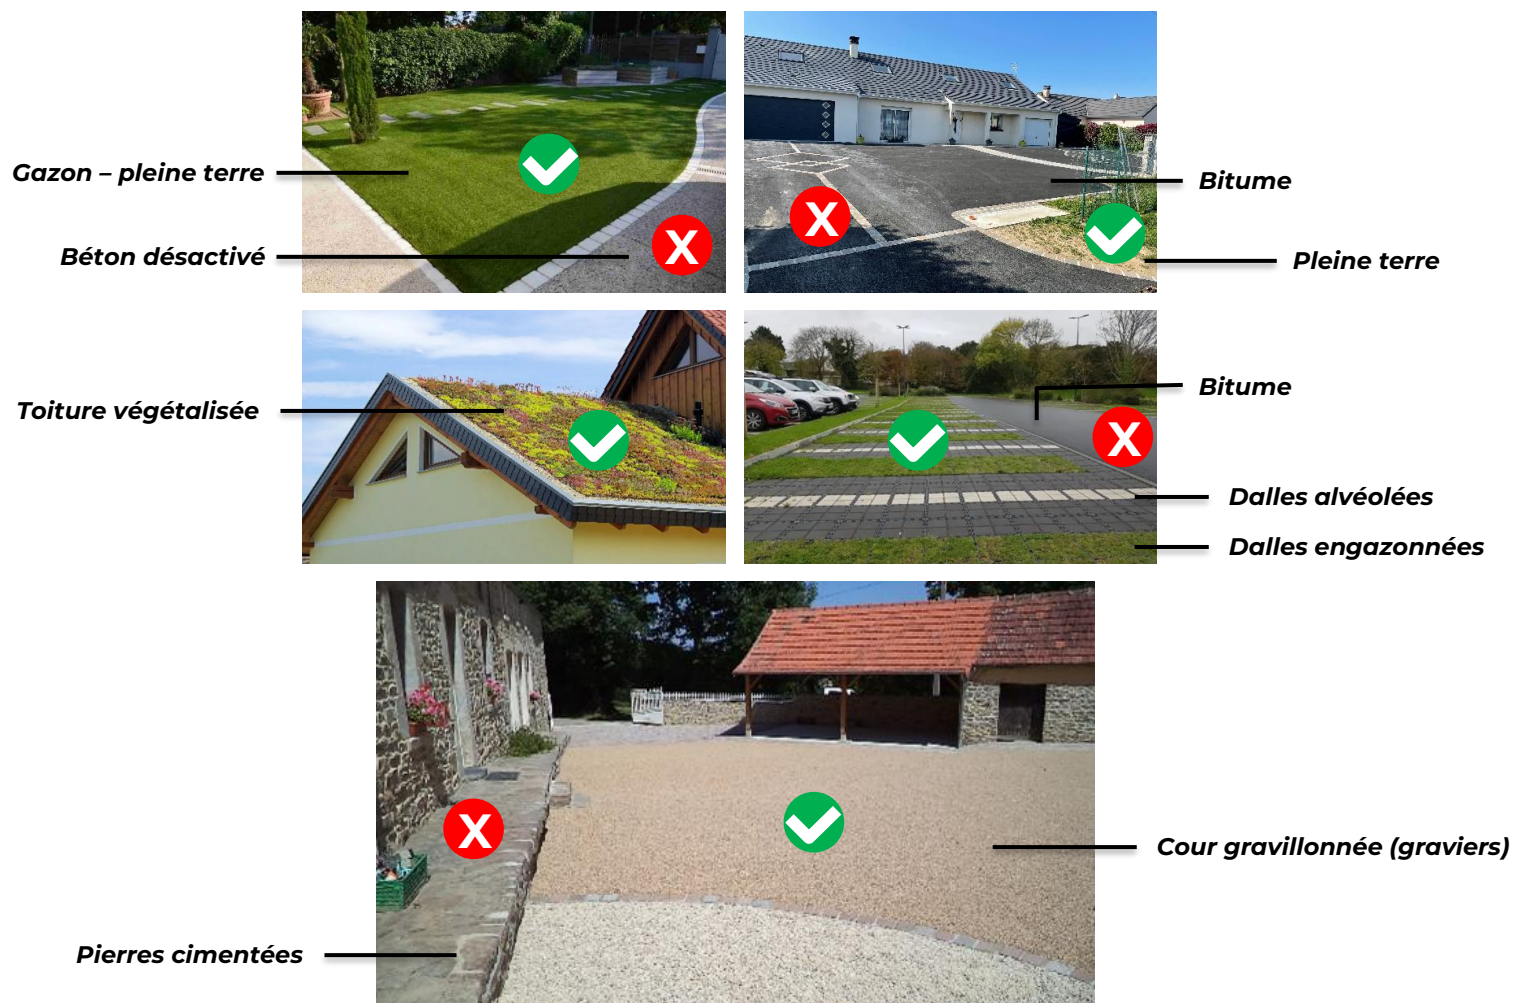 Gazon – pleine terre
Béton désactivé
X
X
Bitume
Pleine terre
Toiture végétalisée
X
Bitume
Dalles alvéolées
Dalles engazonnées
X
Cour gravillonnée (graviers)
Pierres cimentées